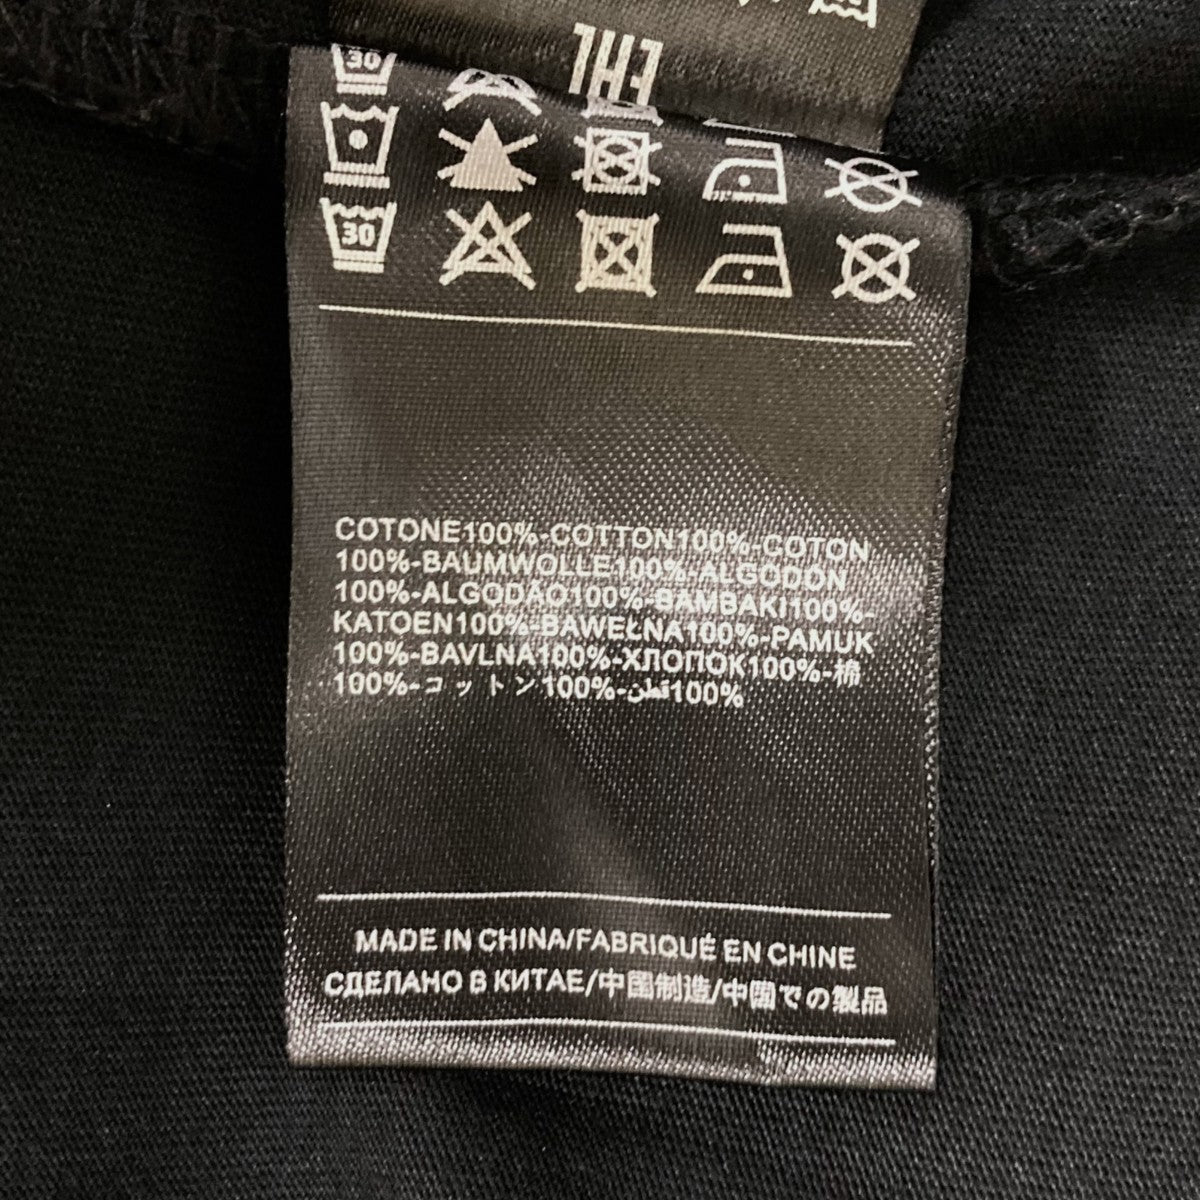 30
30
COTONE100%-COTTON100%-COTON
100%-BAUMWOLLE100%-ALGODON
100%-ALGODÃO100%-BAMBAKI100%-
KATOEN100%-BAWEŁNA100%-PAMUK
100%-BAVLNA100%-ХЛОПОК100%-棉
100%-コットン100%-قطن100%
MADE IN CHINA/FABRIQUÉ EN CHINE
СДЕЛАНО В КИТАЕ/中国制造/中国での製品